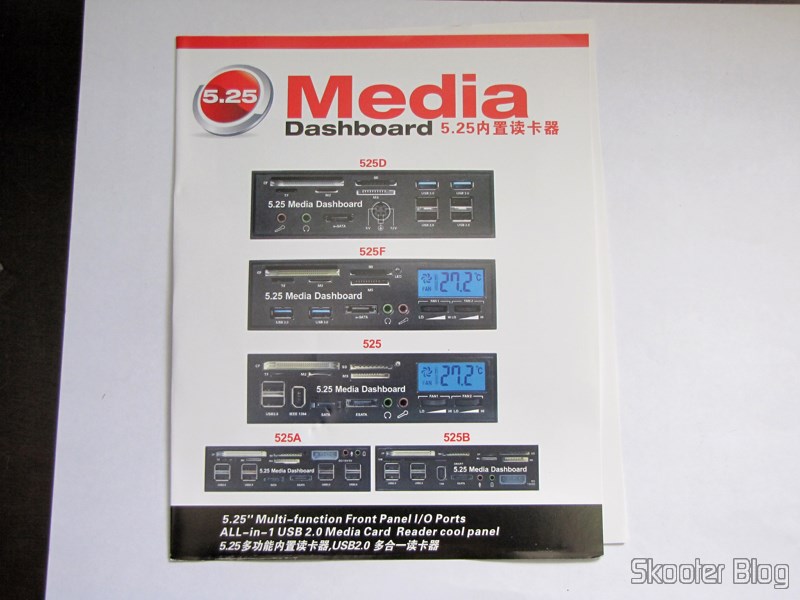 5.25
Media
Dashboard 5.25内置读卡器
525D
5.25 Media Dashboard
525F
27.2°C
5.25 Media Dashboard
525
27.2°C
5.25 Media Dashboard
525A
525B
5.25 Media Dashboard
5.25 Media Dashboard
5.25" Multi-function Front Panel I/O Ports
ALL-in-1 USB 2.0 Media Card Reader cool panel
5.25多功能内置读卡器,USB2.0 多合一读卡器
Skooter Blog